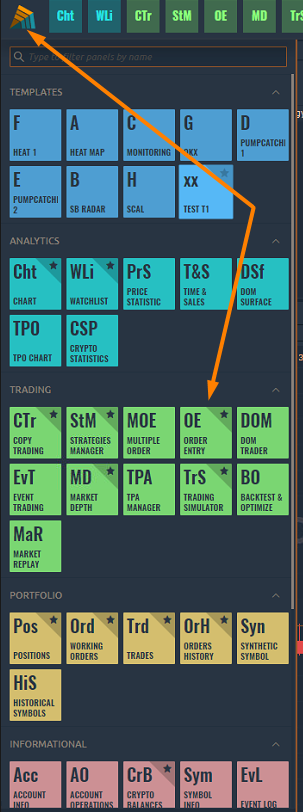 Cht WLi CTr StM OE MD TrS
Type to filter panels by name
TEMPLATES
F A C G D
HEAT 1 HEAT MAP MONITORING OKX PUMPCATCHI 1
E B H xx
PUMPCATCHI 2 SB RADAR SCAL TEST T1
ANALYTICS
Cht WLi PrS T&S DSf
CHART WATCHLIST PRICE STATISTIC TIME & SALES DOM SURFACE
TPO CSP
TPO CHART CRYPTO STATISTICS
TRADING
CTr StM MOE OE DOM
COPY TRADING STRATEGIES MANAGER MULTIPLE ORDER ORDER ENTRY DOM TRADER
EvT MD TPA TrS BO
EVENT TRADING MARKET DEPTH TPA MANAGER TRADING SIMULATOR BACKTEST & OPTIMIZE
MaR
MARKET REPLAY
PORTFOLIO
Pos Ord Trd OrH Syn
POSITIONS WORKING ORDERS TRADES ORDERS HISTORY SYNTHETIC SYMBOL
HiS
HISTORICAL SYMBOLS
INFORMATIONAL
Acc AO CrB Sym EvL
ACCOUNT INFO ACCOUNT OPERATIONS CRYPTO BALANCES SYMBOL INFO EVENT LOG